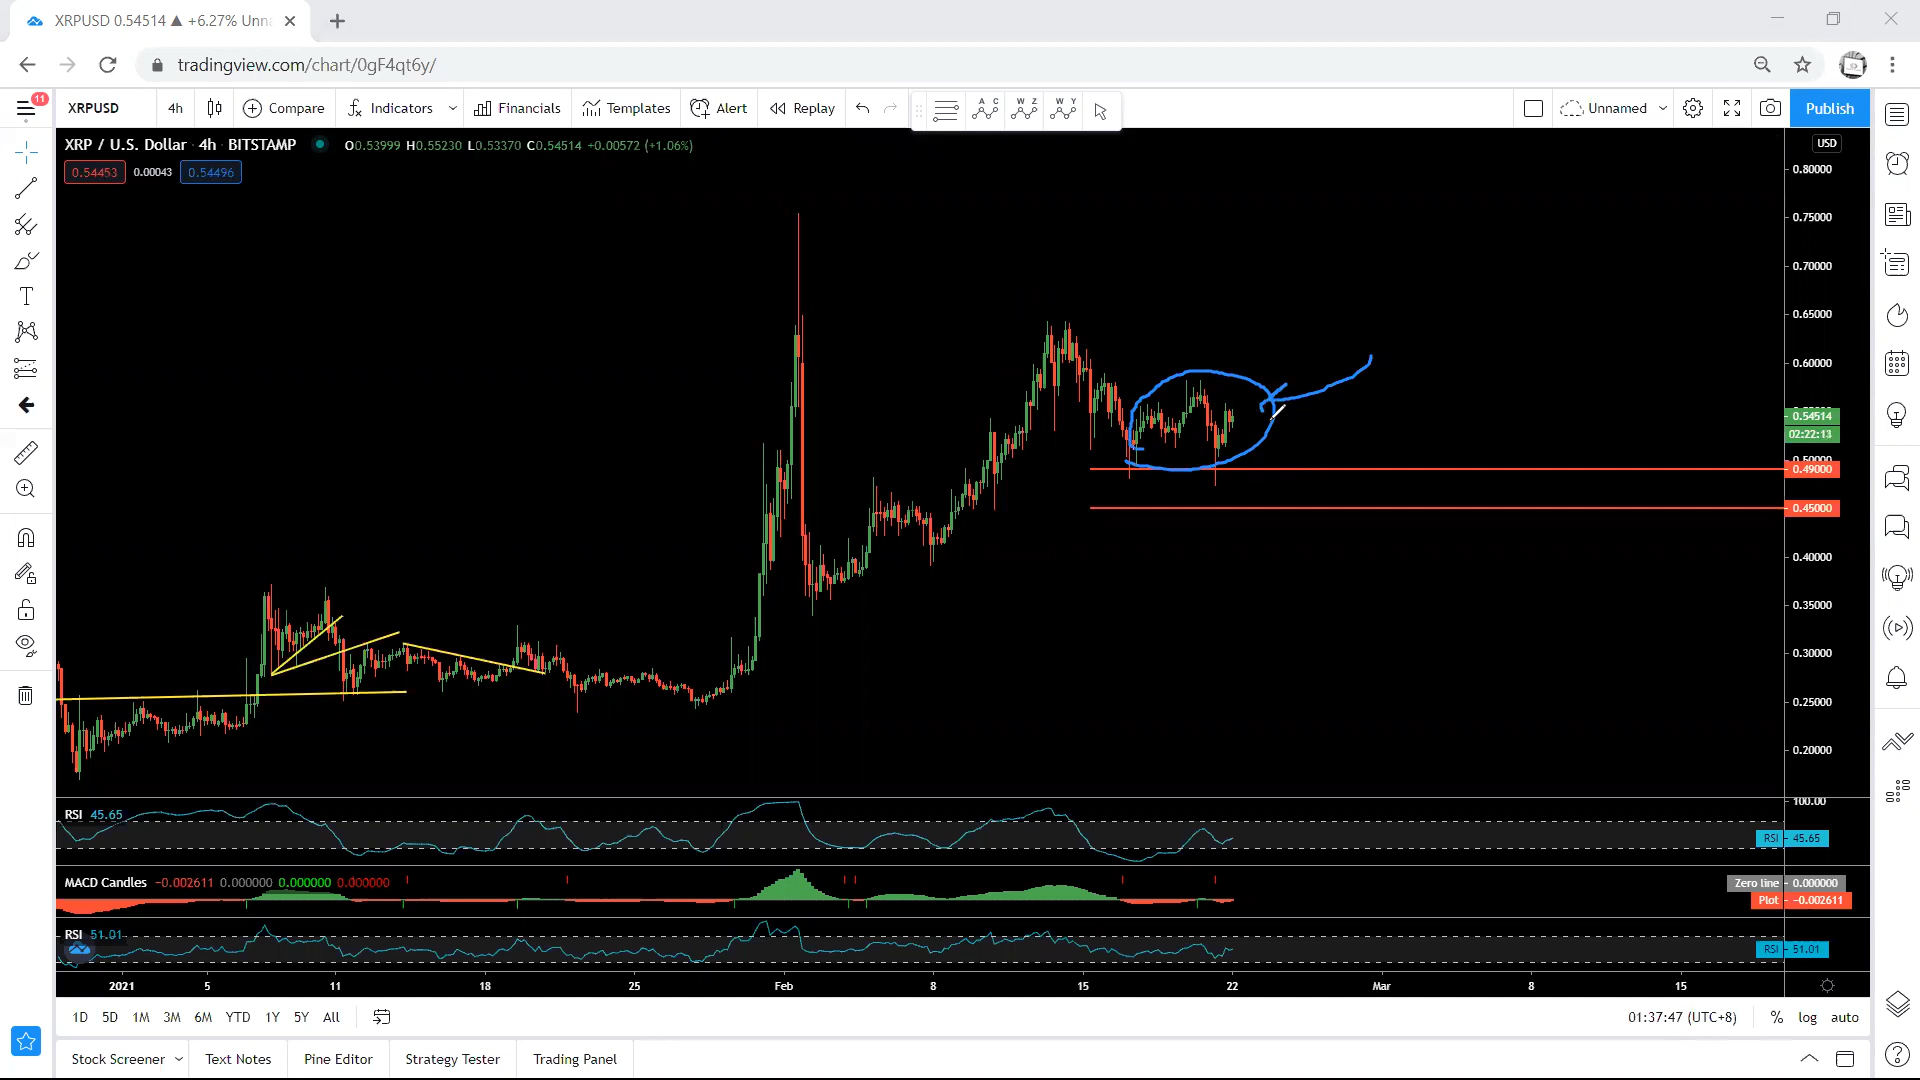 XRPUSD 0.54514 ▲ +6.27% Unn
tradingview.com/chart/0gF4qt6y/
11
XRPUSD 4h Compare Indicators Financials Templates Alert Replay A C W Z W Y Unnamed Publish
XRP / U.S. Dollar · 4h · BITSTAMP O0.53999 H0.55230 L0.53370 C0.54514 +0.00572 (+1.06%) USD
0.54453 0.00043 0.54496
0.80000
0.75000
0.70000
0.65000
0.60000
0.54514
02:22:13
0.50000
0.49000
0.45000
0.40000
0.35000
0.30000
0.25000
0.20000
100.00
RSI 45.65
RSI 45.65
MACD Candles −0.002611 0.000000 0.000000 0.000000
Zero line 0.000000
Plot −0.002611
RSI 51.01
RSI 51.01
2021 5 11 18 25 Feb 8 15 22 Mar 8 15
1D 5D 1M 3M 6M YTD 1Y 5Y All 01:37:47 (UTC+8) % log auto
Stock Screener Text Notes Pine Editor Strategy Tester Trading Panel